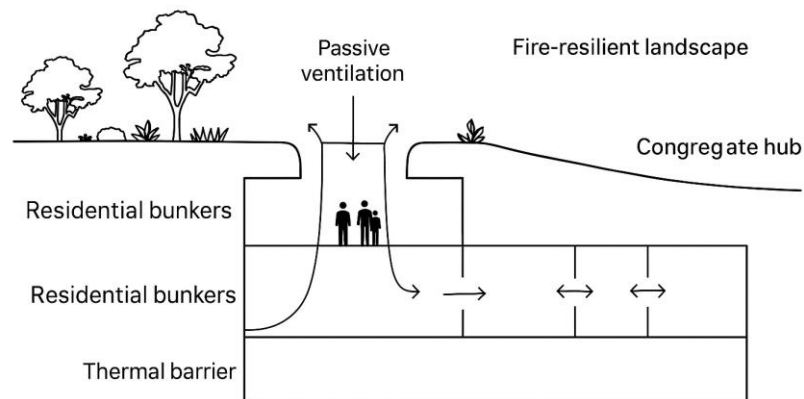 Passive
ventilation
Fire-resilient landscape
Congregate hub
Residential bunkers
Residential bunkers
Thermal barrier